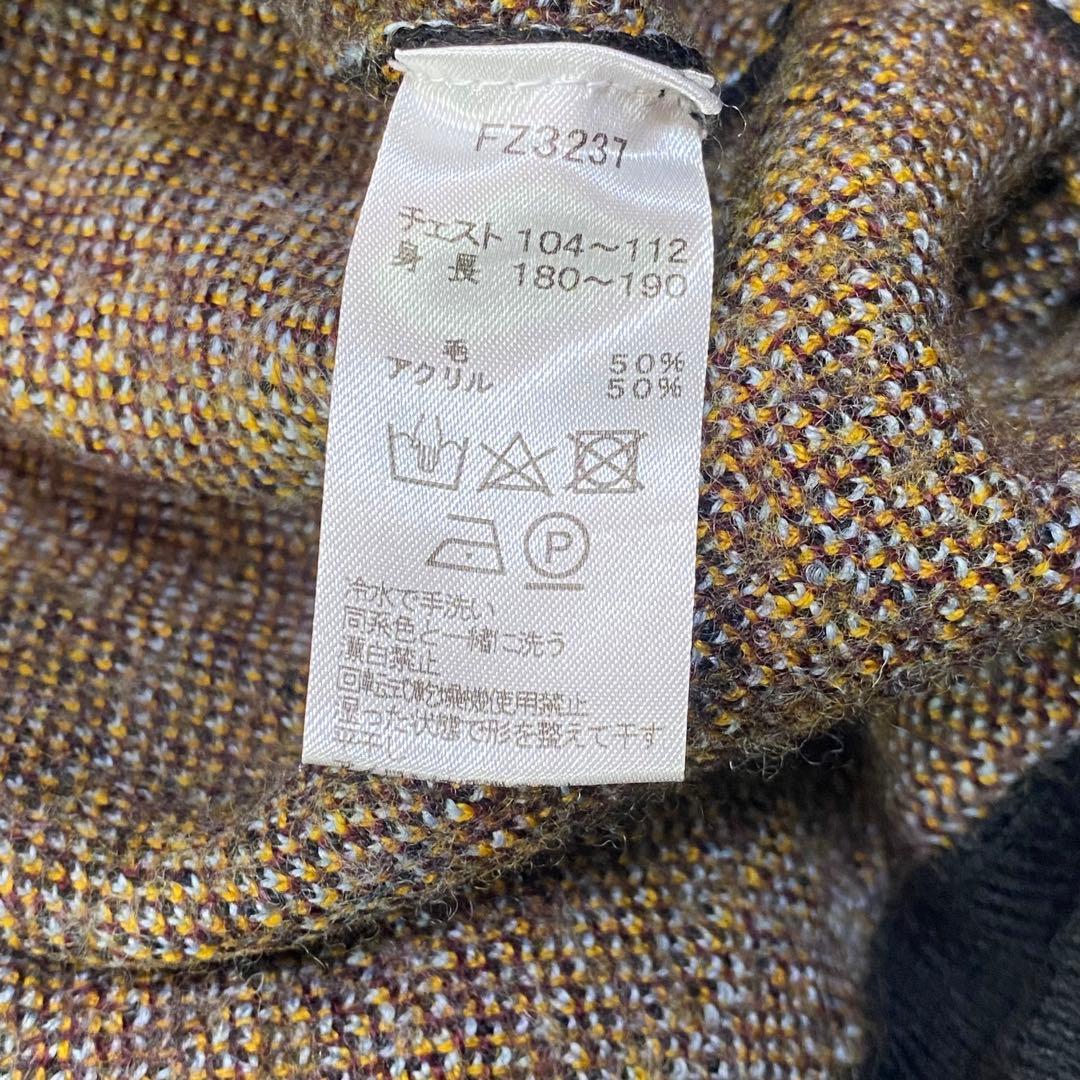 FZ3237
チェスト 104～112
身長 180～190
毛 50%
アクリル 50%
P
冷水で手洗い
同系色と一緒に洗う
漂白禁止
回転式乾燥機使用禁止
湿った状態で形を整えて干す